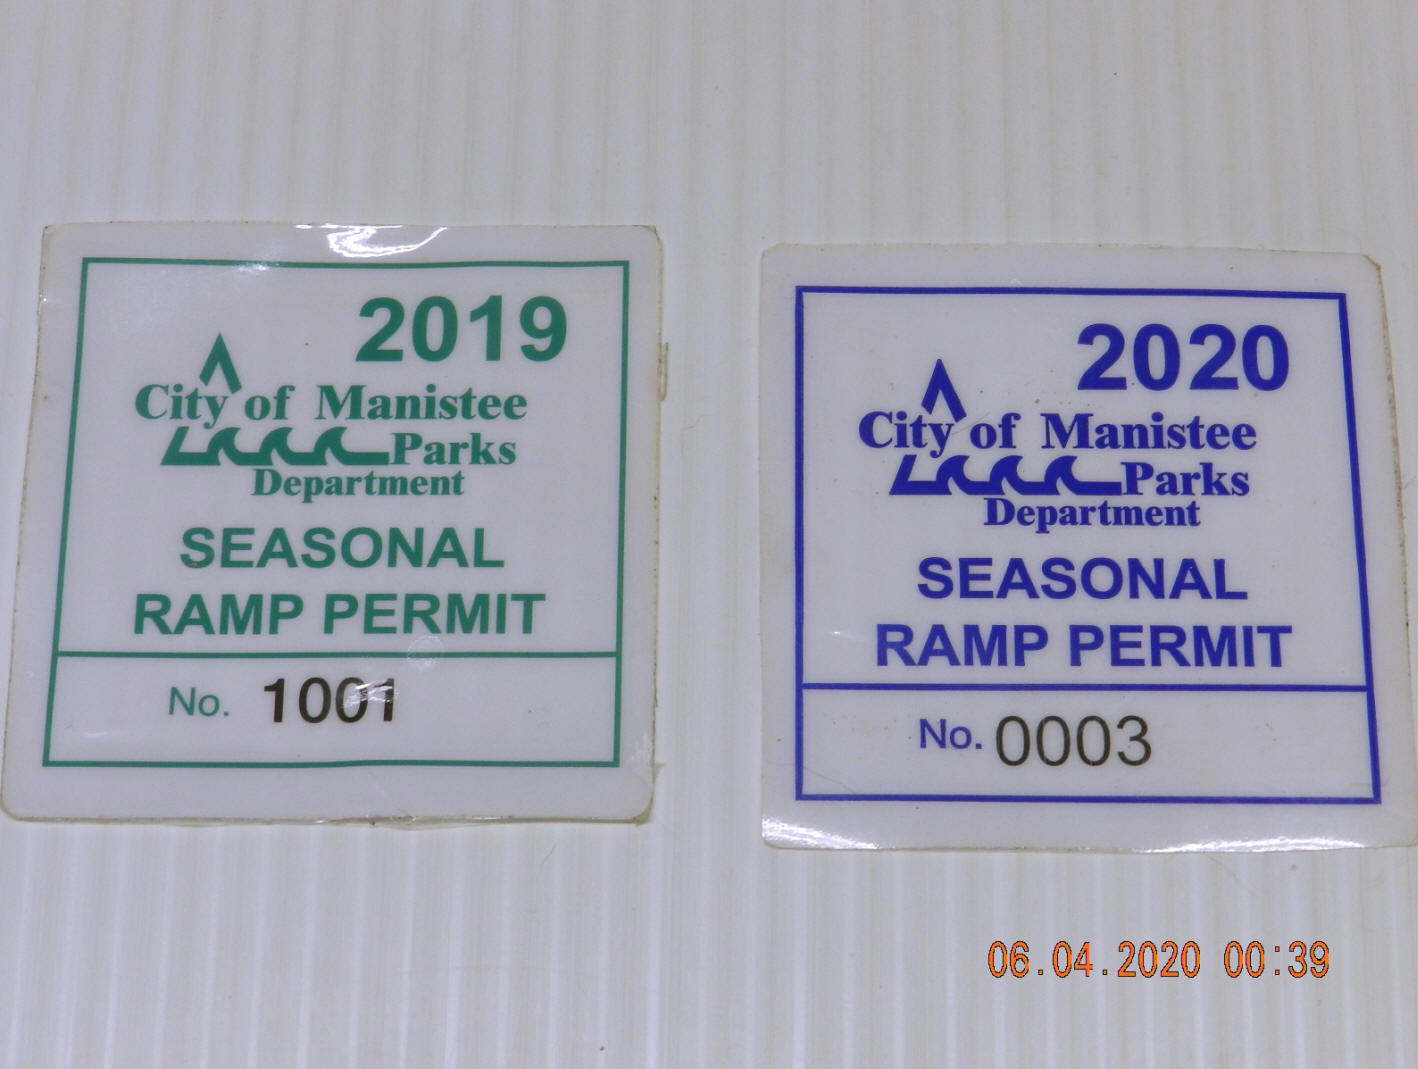 2019
City of Manistee
Parks
Department
SEASONAL
RAMP PERMIT
No. 1001
2020
City of Manistee
Parks
Department
SEASONAL
RAMP PERMIT
No. 0003
06.04.2020 00:39